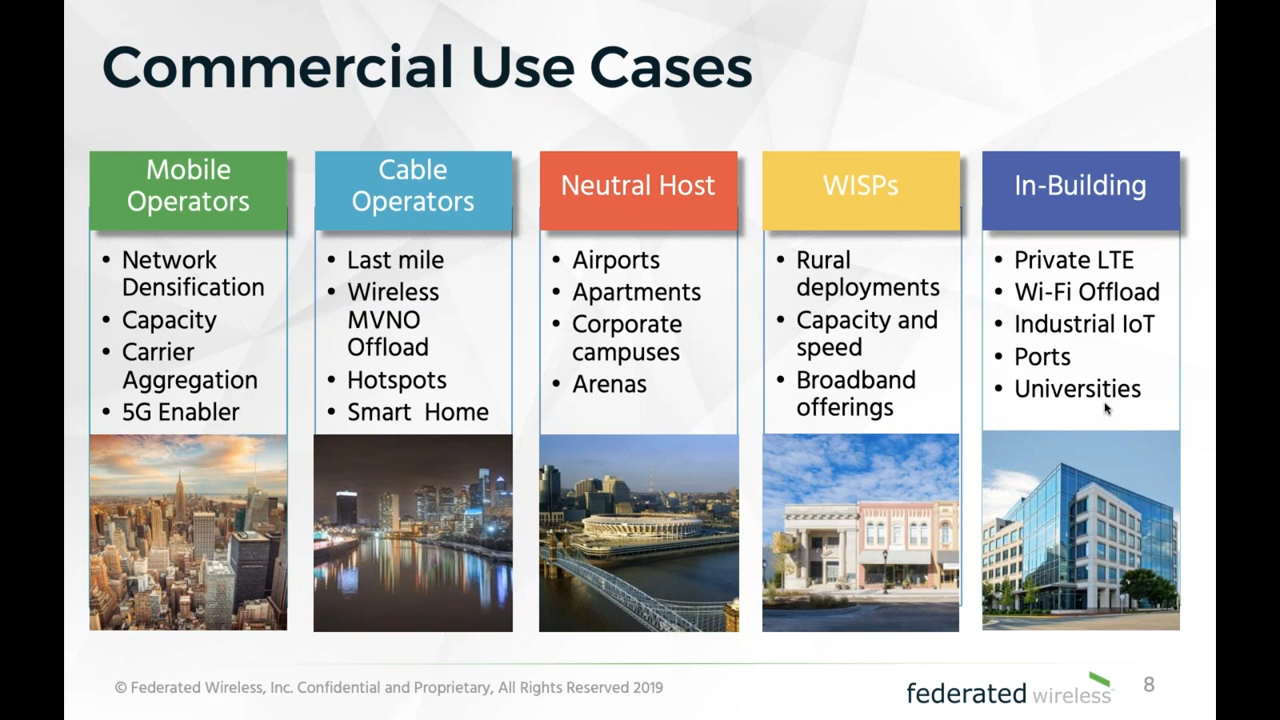 Commercial Use Cases
Mobile
Operators
• Network
Densification
• Capacity
• Carrier
Aggregation
• 5G Enabler
Cable
Operators
• Last mile
• Wireless
MVNO
Offload
• Hotspots
• Smart Home
Neutral Host
• Airports
• Apartments
• Corporate
campuses
• Arenas
WISPs
• Rural
deployments
• Capacity and
speed
• Broadband
offerings
In-Building
• Private LTE
• Wi-Fi Offload
• Industrial IoT
• Ports
• Universities
© Federated Wireless, Inc. Confidential and Proprietary, All Rights Reserved 2019
federated wireless
8